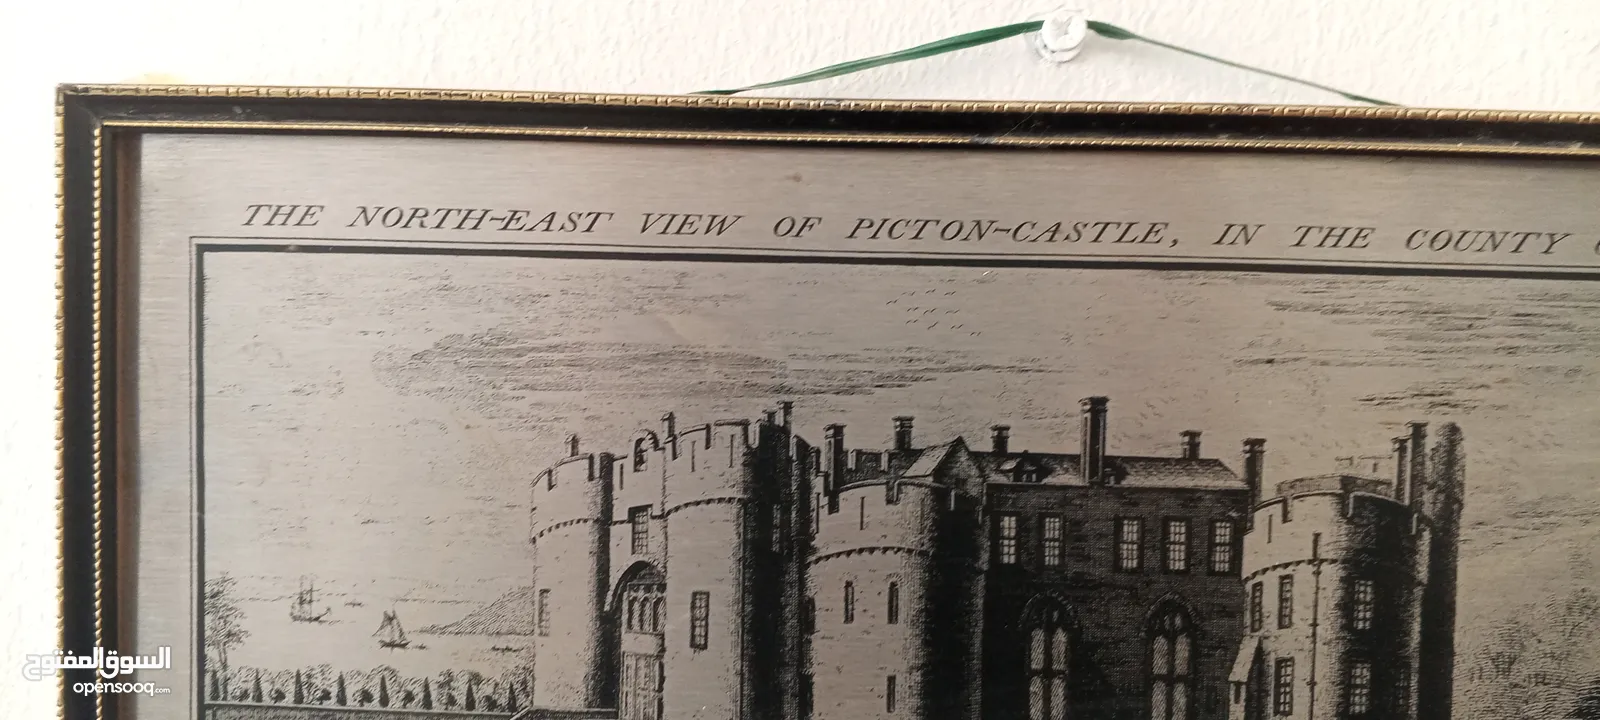 THE NORTH-EAST VIEW OF PICTON-CASTLE, IN THE COUNTY
السوق المفتوح
opensooq.com